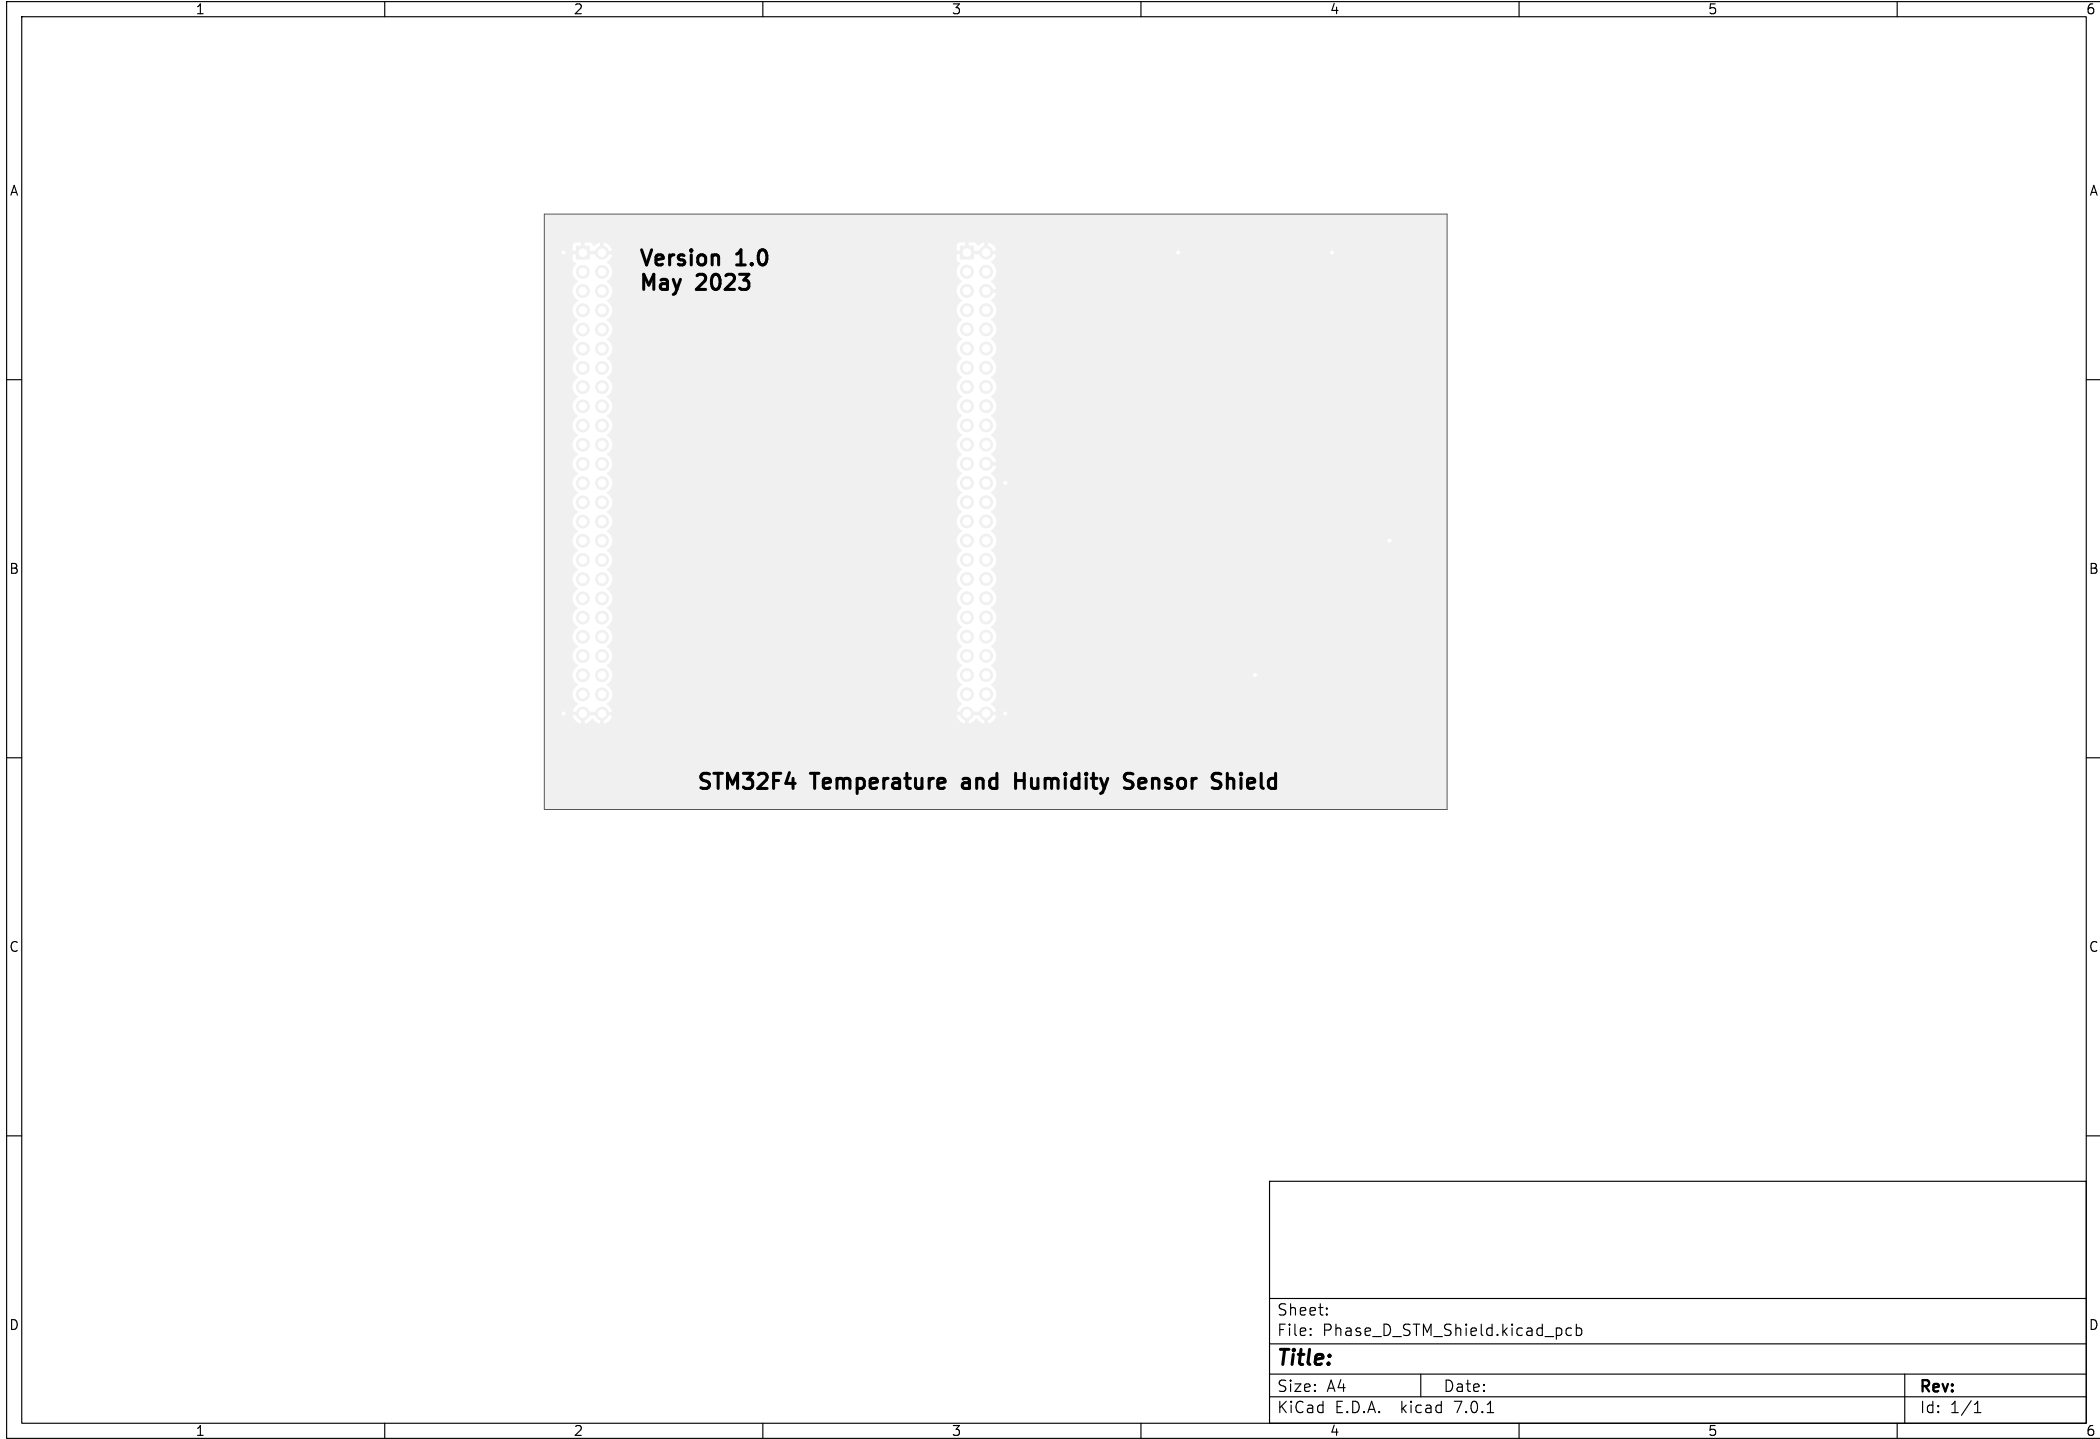 1 2 3 4 5 6
A A
Version 1.0
May 2023
B B
STM32F4 Temperature and Humidity Sensor Shield
C C
Sheet:
File: Phase_D_STM_Shield.kicad_pcb
D D
Title:
Size: A4 Date: Rev:
KiCad E.D.A. kicad 7.0.1 Id: 1/1
1 2 3 4 5 6